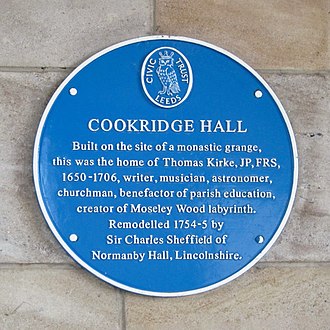 CIVIC TRUST
LEEDS
COOKRIDGE HALL
Built on the site of a monastic grange,
this was the home of Thomas Kirke, JP, FRS,
1650-1706, writer, musician, astronomer,
churchman, benefactor of parish education,
creator of Moseley Wood labyrinth.
Remodelled 1754-5 by
Sir Charles Sheffield of
Normanby Hall, Lincolnshire.